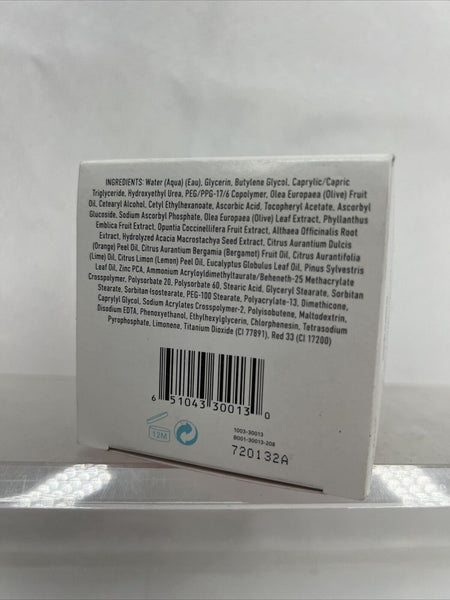 INGREDIENTS: Water (Aqua) (Eau), Glycerin, Butylene Glycol, Caprylic/Capric
Triglyceride, Hydroxyethyl Urea, PEG/PPG-17/6 Copolymer, Olea Europaea (Olive) Fruit
Oil, Cetearyl Alcohol, Cetyl Ethylhexanoate, Ascorbic Acid, Tocopheryl Acetate, Ascorbyl
Glucoside, Sodium Ascorbyl Phosphate, Olea Europaea (Olive) Leaf Extract, Phyllanthus
Emblica Fruit Extract, Opuntia Coccinellifera Fruit Extract, Althaea Officinalis Root
Extract, Hydrolyzed Acacia Macrostachya Seed Extract, Citrus Aurantium Dulcis
(Orange) Peel Oil, Citrus Aurantium Bergamia (Bergamot) Fruit Oil, Citrus Aurantifolia
(Lime) Oil, Citrus Limon (Lemon) Peel Oil, Eucalyptus Globulus Leaf Oil, Pinus Sylvestris
Leaf Oil, Zinc PCA, Ammonium Acryloyldimethyltaurate/Beheneth-25 Methacrylate
Crosspolymer, Polysorbate 20, Polysorbate 60, Stearic Acid, Glyceryl Stearate, Sorbitan
Stearate, Sorbitan Isostearate, PEG-100 Stearate, Polyacrylate-13, Dimethicone,
Caprylyl Glycol, Sodium Acrylates Crosspolymer-2, Polyisobutene, Maltodextrin,
Disodium EDTA, Phenoxyethanol, Ethylhexylglycerin, Chlorphenesin, Tetrasodium
Pyrophosphate, Limonene, Titanium Dioxide (CI 77891), Red 33 (CI 17200)
6 51043 30013 0
12M
1003-30013
B001-30013-208
720132A